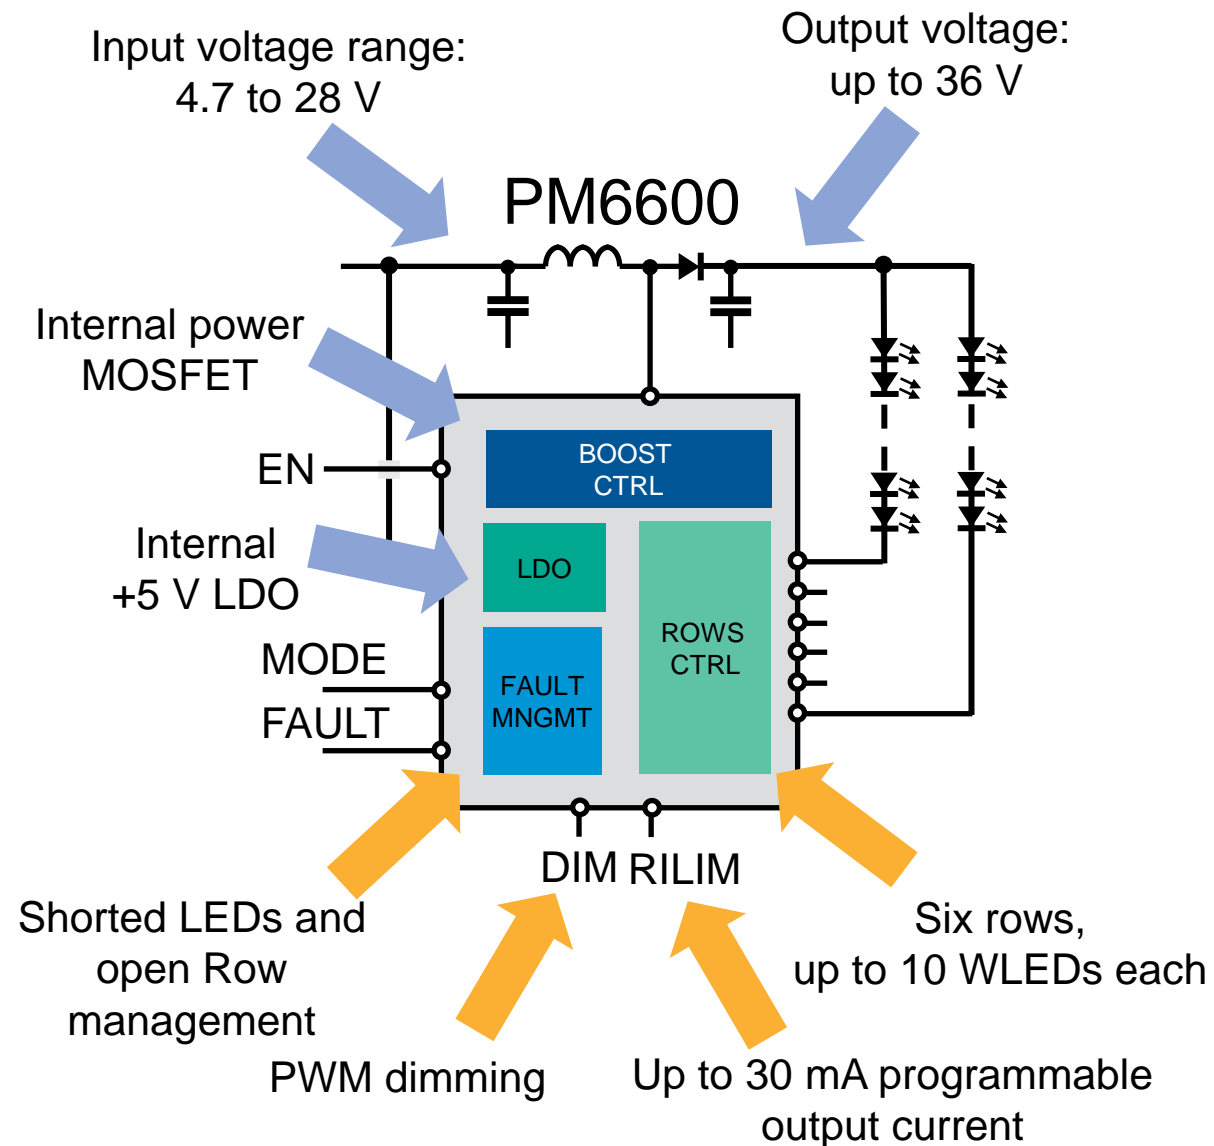 Input voltage range:
4.7 to 28 V
Output voltage:
up to 36 V
PM6600
Internal power
MOSFET
BOOST
CTRL
EN
Internal
+5 V LDO
LDO
ROWS
CTRL
MODE
FAULT
FAULT
MNGMT
DIM RILIM
Shorted LEDs and
open Row
management
Six rows,
up to 10 WLEDs each
PWM dimming
Up to 30 mA programmable
output current